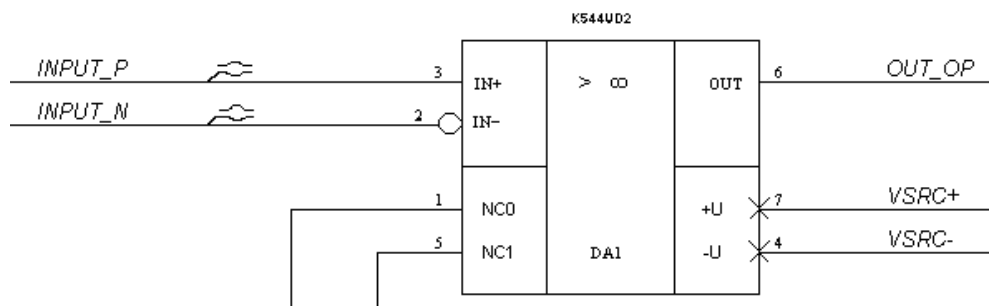 K544UD2
INPUT_P 3 IN+ > ∞ OUT 6 OUT_OP
INPUT_N 2 IN-
1 NC0 +U 7 VSRC+
5 NC1 DA1 -U 4 VSRC-